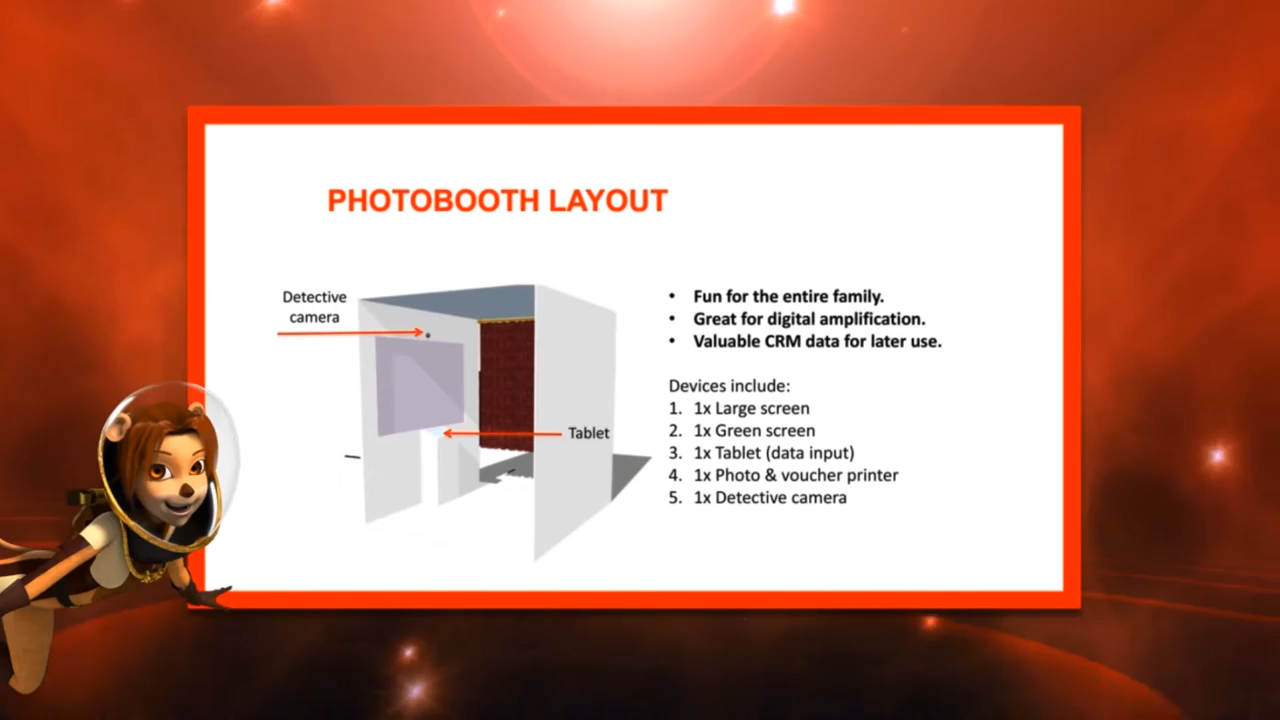 PHOTOBOOTH LAYOUT
Detective
camera
Tablet
• Fun for the entire family.
• Great for digital amplification.
• Valuable CRM data for later use.
Devices include:
1. 1x Large screen
2. 1x Green screen
3. 1x Tablet (data input)
4. 1x Photo & voucher printer
5. 1x Detective camera